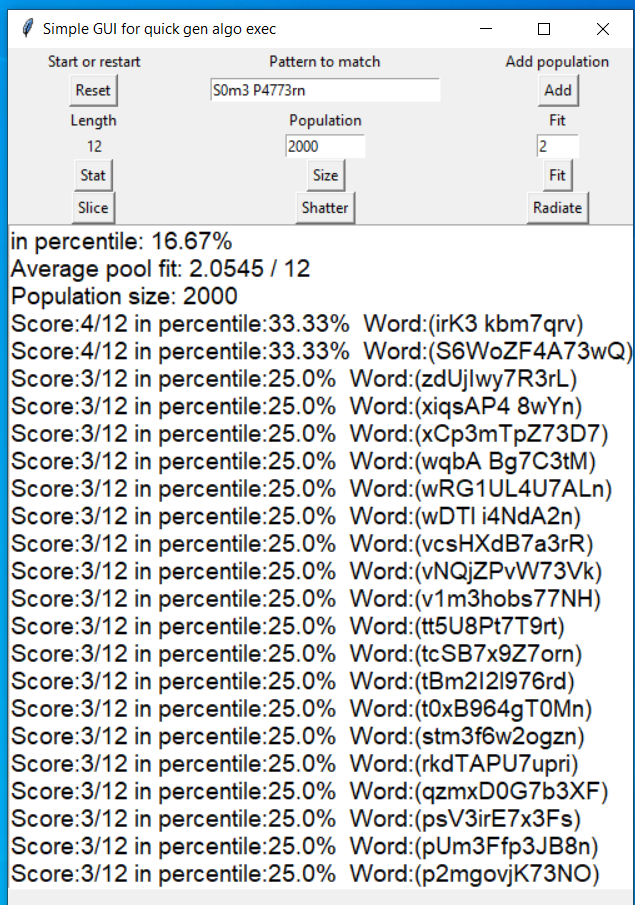 Simple GUI for quick gen algo exec
Start or restart Pattern to match Add population
Reset S0m3 P4773rn Add
Length Population Fit
12 2000 2
Stat Size Fit
Slice Shatter Radiate
in percentile: 16.67%
Average pool fit: 2.0545 / 12
Population size: 2000
Score:4/12 in percentile:33.33% Word:(irK3 kbm7qrv)
Score:4/12 in percentile:33.33% Word:(S6WoZF4A73wQ)
Score:3/12 in percentile:25.0% Word:(zdUjIwy7R3rL)
Score:3/12 in percentile:25.0% Word:(xiqsAP4 8wYn)
Score:3/12 in percentile:25.0% Word:(xCp3mTpZ73D7)
Score:3/12 in percentile:25.0% Word:(wqbA Bg7C3tM)
Score:3/12 in percentile:25.0% Word:(wRG1UL4U7ALn)
Score:3/12 in percentile:25.0% Word:(wDTl i4NdA2n)
Score:3/12 in percentile:25.0% Word:(vcsHXdB7a3rR)
Score:3/12 in percentile:25.0% Word:(vNQjZPvW73Vk)
Score:3/12 in percentile:25.0% Word:(v1m3hobs77NH)
Score:3/12 in percentile:25.0% Word:(tt5U8Pt7T9rt)
Score:3/12 in percentile:25.0% Word:(tcSB7x9Z7orn)
Score:3/12 in percentile:25.0% Word:(tBm2I2l976rd)
Score:3/12 in percentile:25.0% Word:(t0xB964gT0Mn)
Score:3/12 in percentile:25.0% Word:(stm3f6w2ogzn)
Score:3/12 in percentile:25.0% Word:(rkdTAPU7upri)
Score:3/12 in percentile:25.0% Word:(qzmxD0G7b3XF)
Score:3/12 in percentile:25.0% Word:(psV3irE7x3Fs)
Score:3/12 in percentile:25.0% Word:(pUm3Ffp3JB8n)
Score:3/12 in percentile:25.0% Word:(p2mgovjK73NO)